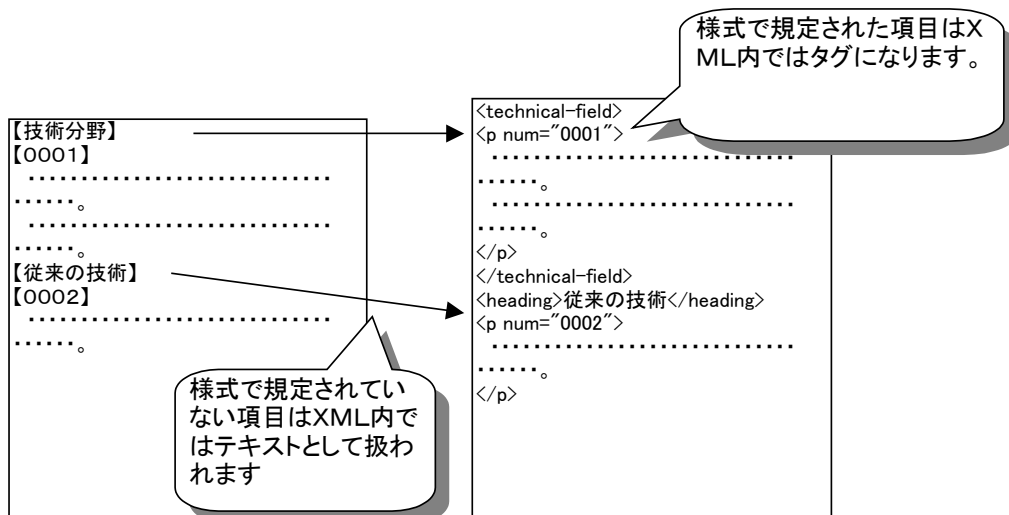 様式で規定された項目はX
ML内ではタグになります。
【技術分野】
【0001】
・・・・・・・・・・・・・・・・・・・・・・・・・・・・・
・・・・・・。
・・・・・・・・・・・・・・・・・・・・・・・・・・・・・
・・・・・・。
【従来の技術】
【0002】
・・・・・・・・・・・・・・・・・・・・・・・・・・・・・
・・・・・・。
様式で規定されてい
ない項目はXML内で
はテキストとして扱わ
れます
<technical-field>
<p num="0001">
・・・・・・・・・・・・・・・・・・・・・・・・・・・・・
・・・・・・。
・・・・・・・・・・・・・・・・・・・・・・・・・・・・・
・・・・・・。
</p>
</technical-field>
<heading>従来の技術</heading>
<p num="0002">
・・・・・・・・・・・・・・・・・・・・・・・・・・・・・
・・・・・・。
</p>